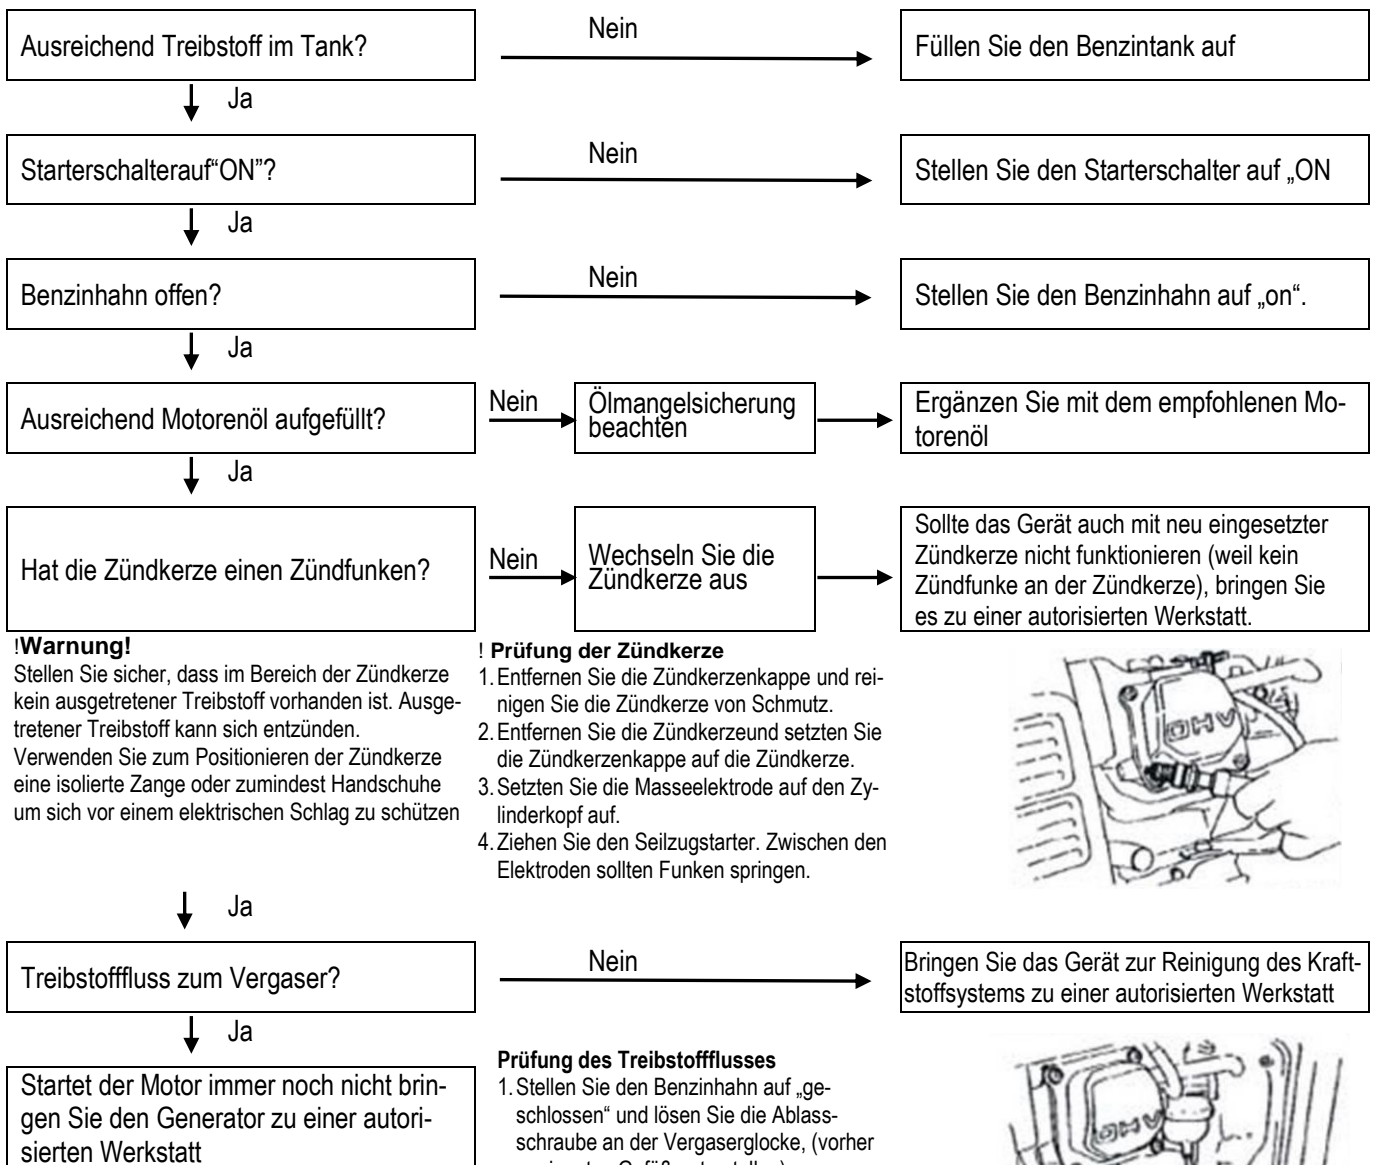 Ausreichend Treibstoff im Tank?
Nein
Füllen Sie den Benzintank auf
Ja
Starterschalterauf“ON”?
Nein
Stellen Sie den Starterschalter auf „ON
Ja
Benzinhahn offen?
Nein
Stellen Sie den Benzinhahn auf „on“.
Ja
Ausreichend Motorenöl aufgefüllt?
Nein
Ölmangelsicherung
beachten
Ergänzen Sie mit dem empfohlenen Mo-
torenöl
Ja
Hat die Zündkerze einen Zündfunken?
Nein
Wechseln Sie die
Zündkerze aus
Sollte das Gerät auch mit neu eingesetzter
Zündkerze nicht funktionieren (weil kein
Zündfunke an der Zündkerze), bringen Sie
es zu einer autorisierten Werkstatt.
!Warnung!
Stellen Sie sicher, dass im Bereich der Zündkerze
kein ausgetretener Treibstoff vorhanden ist. Ausge-
tretener Treibstoff kann sich entzünden.
Verwenden Sie zum Positionieren der Zündkerze
eine isolierte Zange oder zumindest Handschuhe
um sich vor einem elektrischen Schlag zu schützen
! Prüfung der Zündkerze
1. Entfernen Sie die Zündkerzenkappe und rei-
nigen Sie die Zündkerze von Schmutz.
2. Entfernen Sie die Zündkerzeund setzten Sie
die Zündkerzenkappe auf die Zündkerze.
3. Setzten Sie die Masseelektrode auf den Zy-
linderkopf auf.
4. Ziehen Sie den Seilzugstarter. Zwischen den
Elektroden sollten Funken springen.
OHV
Ja
Treibstofffluss zum Vergaser?
Nein
Bringen Sie das Gerät zur Reinigung des Kraft-
stoffsystems zu einer autorisierten Werkstatt
Ja
Startet der Motor immer noch nicht brin-
gen Sie den Generator zu einer autori-
sierten Werkstatt
Prüfung des Treibstoffflusses
1. Stellen Sie den Benzinhahn auf „ge-
schlossen“ und lösen Sie die Ablass-
schraube an der Vergaserglocke, (vorher
OHV